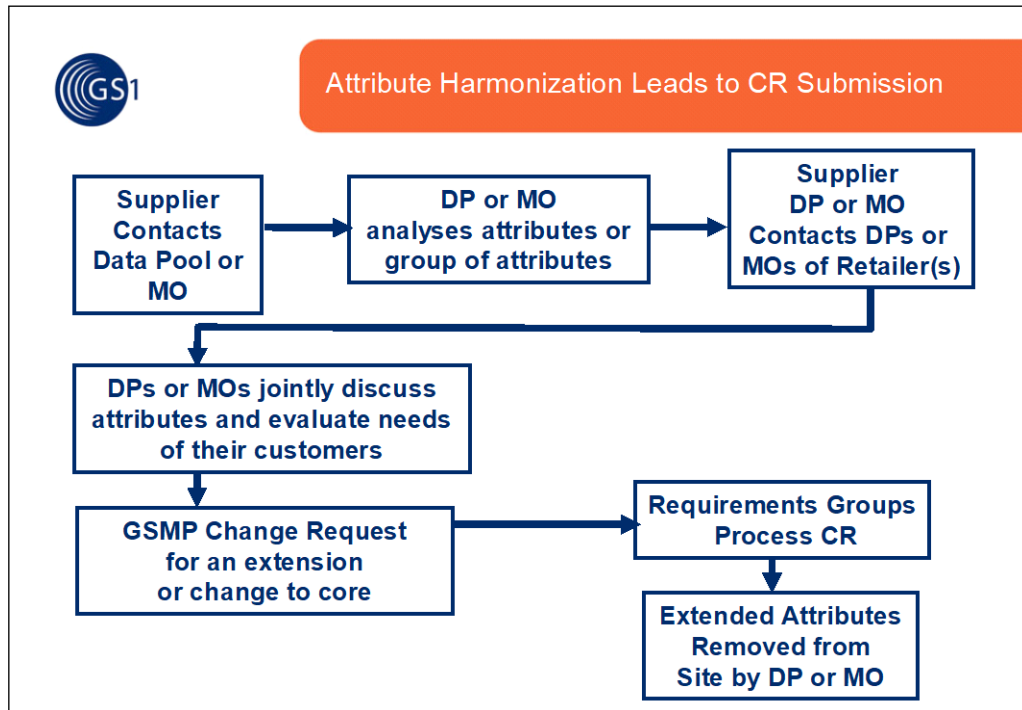 GS1
Attribute Harmonization Leads to CR Submission
Supplier
Contacts
Data Pool or
MO
DP or MO
analyses attributes or
group of attributes
Supplier
DP or MO
Contacts DPs or
MOs of Retailer(s)
DPs or MOs jointly discuss
attributes and evaluate needs
of their customers
GSMP Change Request
for an extension
or change to core
Requirements Groups
Process CR
Extended Attributes
Removed from
Site by DP or MO